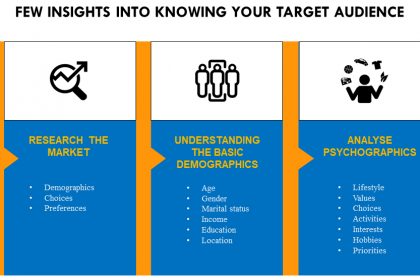 FEW INSIGHTS INTO KNOWING YOUR TARGET AUDIENCE
RESEARCH THE
MARKET
Demographics
Choices
Preferences
UNDERSTANDING
THE BASIC
DEMOGRAPHICS
Age
Gender
Marital status
Income
Education
Location
ANALYSE
PSYCHOGRAPHICS
Lifestyle
Values
Choices
Activities
Interests
Hobbies
Priorities